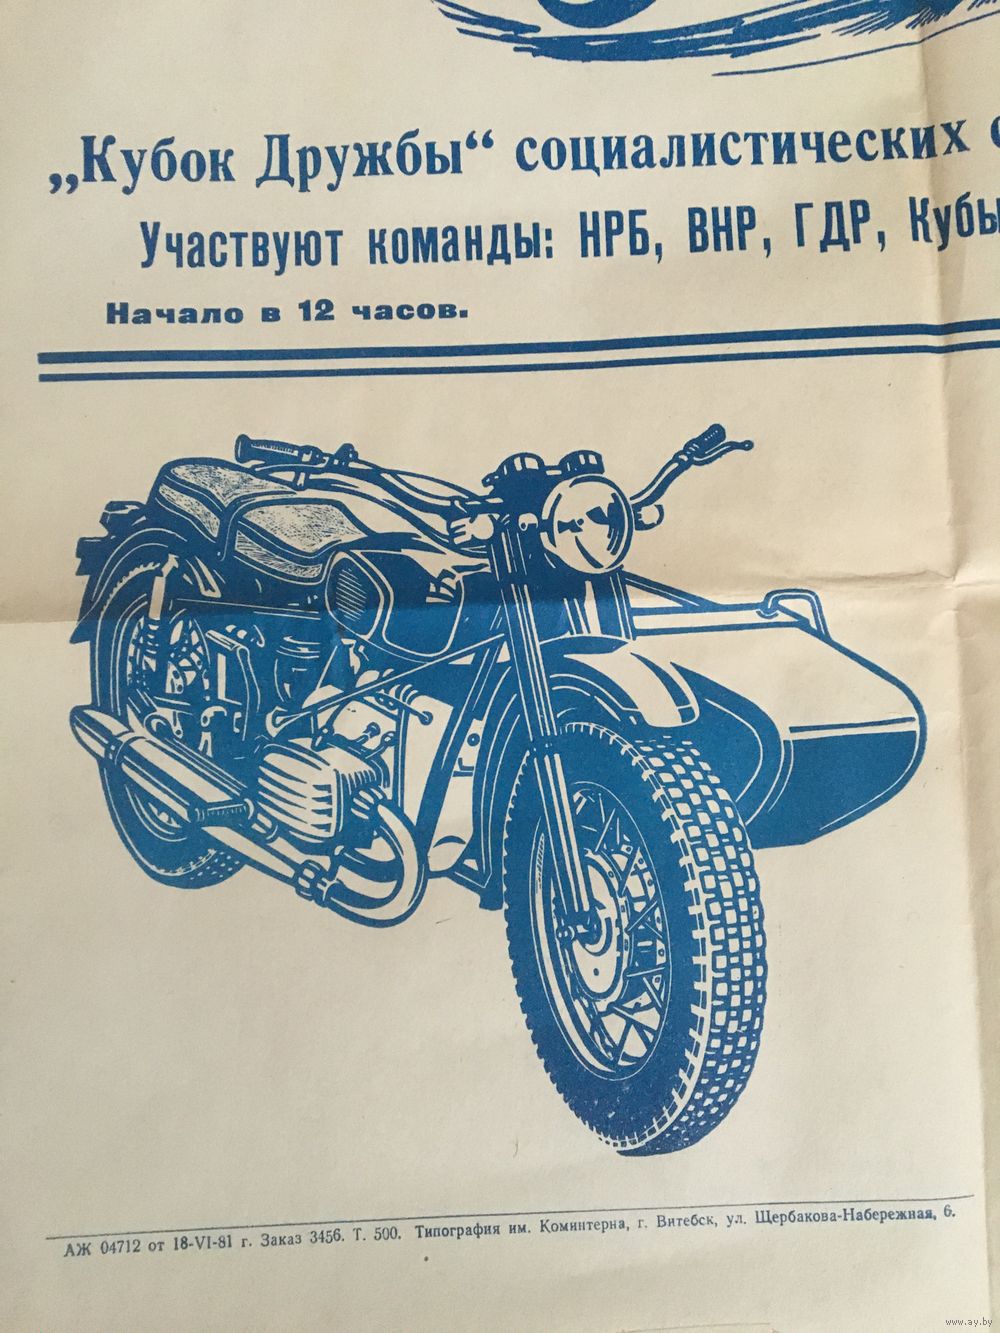 „Кубок Дружбы“ социалистических с
Участвуют команды: НРБ, ВНР, ГДР, Кубы
Начало в 12 часов.
АЖ 04712 от 18-VI-81 г. Заказ 3456. Т. 500. Типография им. Коминтерна, г. Витебск, ул. Щербакова-Набережная, 6.
www.ay.by